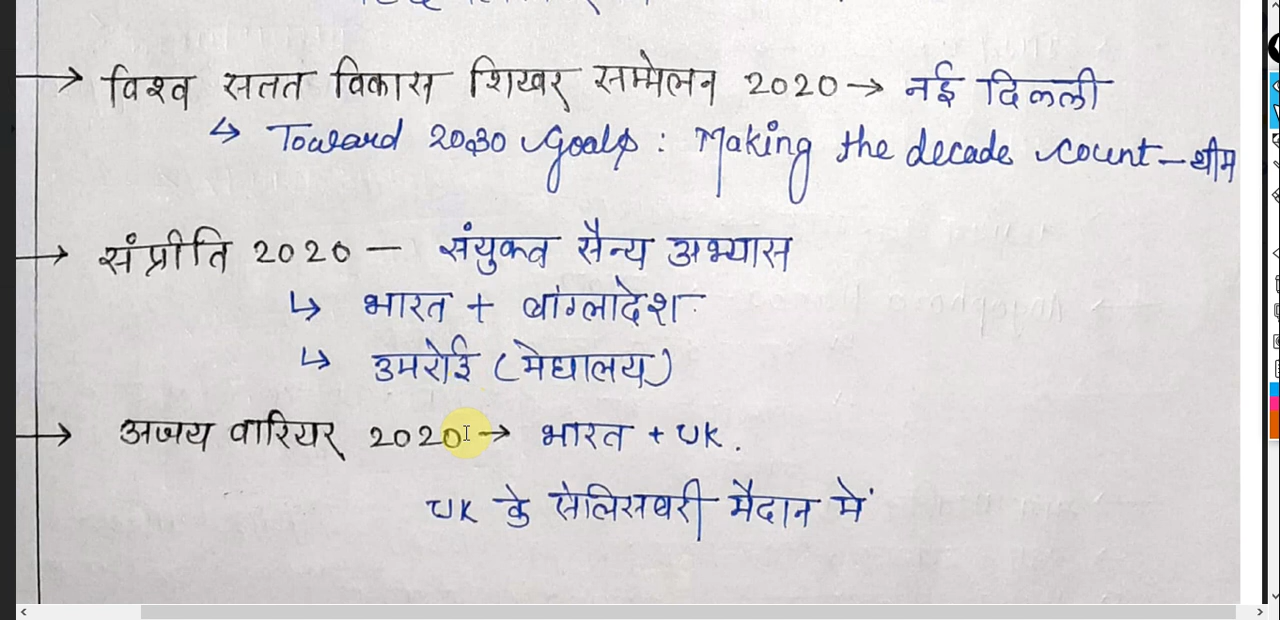 → विश्व सतत विकास शिखर सम्मेलन 2020 → नई दिल्ली
↳ Toward 2030 Goals : Making the decade count – थीम
→ संप्रीति 2020 – संयुक्त सैन्य अभ्यास
↳ भारत + बांग्लादेश
↳ उमरोई (मेघालय)
→ अजय वारियर 2020 → भारत + UK.
UK के सेलिसबरी मैदान में